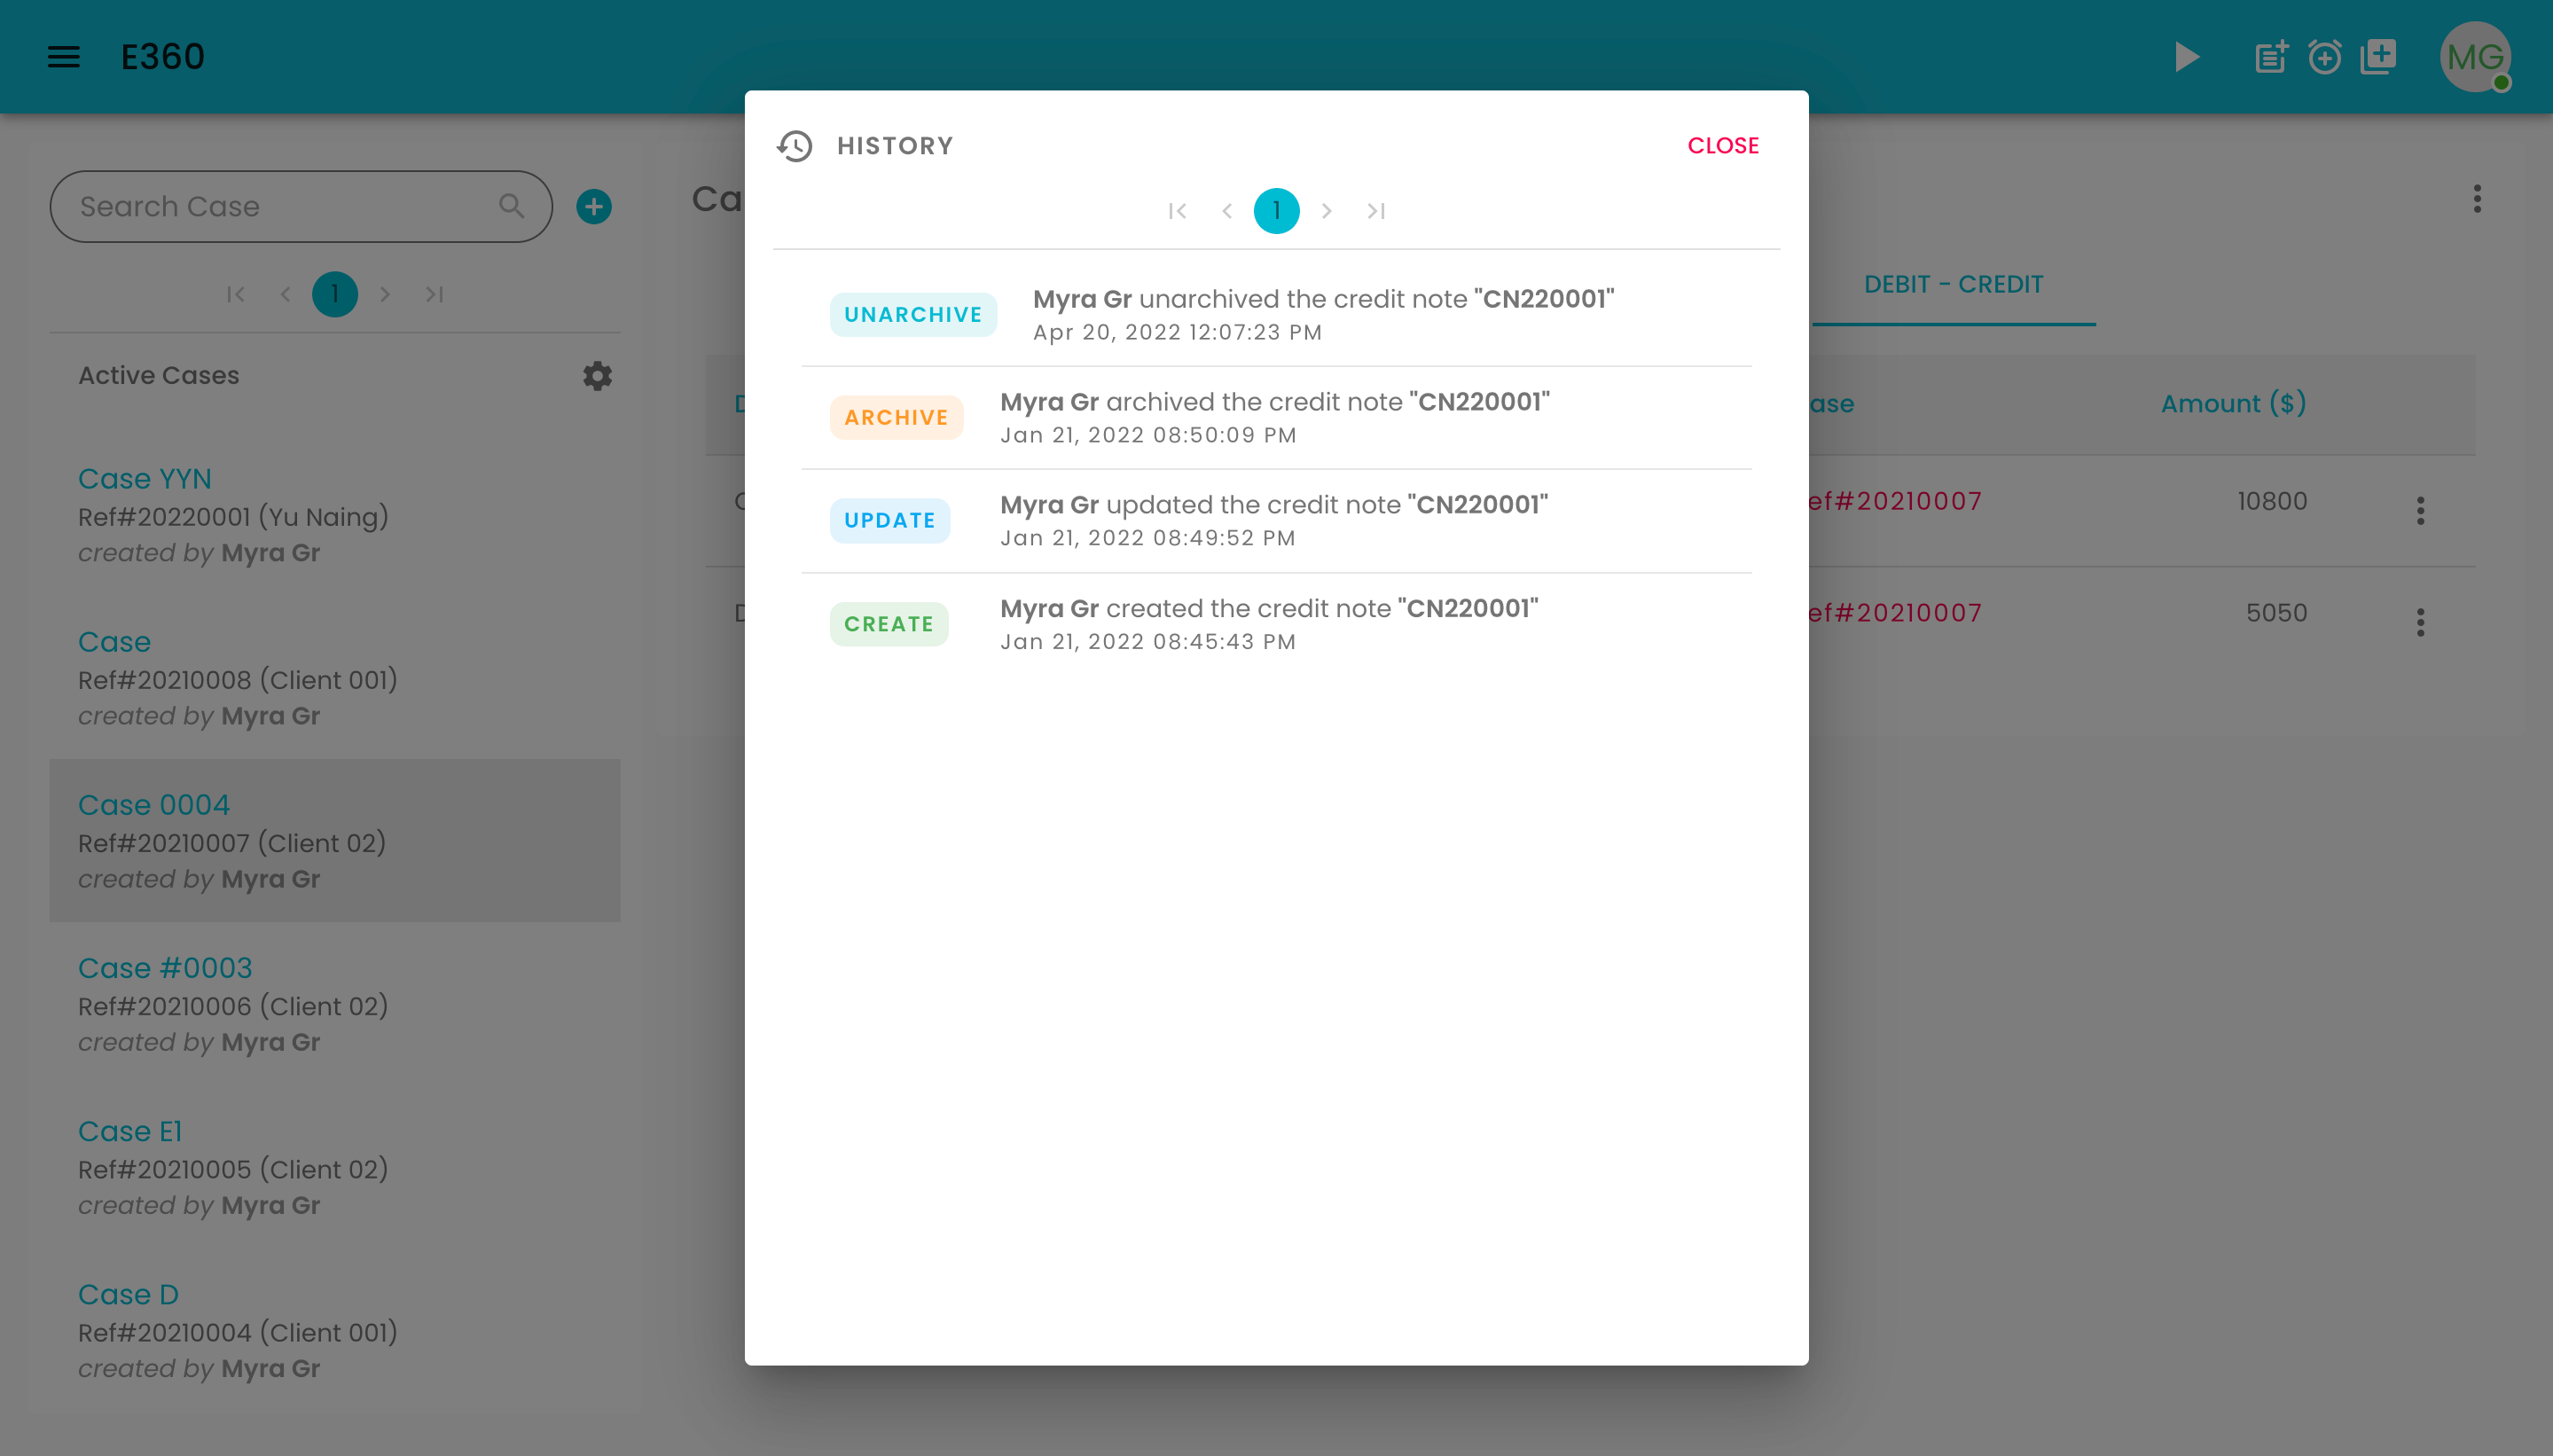 E360
MG
Search Case
1
Active Cases
Case YYN
Ref#20220001 (Yu Naing)
created by Myra Gr
Case
Ref#20210008 (Client 001)
created by Myra Gr
Case 0004
Ref#20210007 (Client 02)
created by Myra Gr
Case #0003
Ref#20210006 (Client 02)
created by Myra Gr
Case E1
Ref#20210005 (Client 02)
created by Myra Gr
Case D
Ref#20210004 (Client 001)
created by Myra Gr
Ca
HISTORY
CLOSE
1
UNARCHIVE
Myra Gr unarchived the credit note "CN220001"
Apr 20, 2022 12:07:23 PM
ARCHIVE
Myra Gr archived the credit note "CN220001"
Jan 21, 2022 08:50:09 PM
UPDATE
Myra Gr updated the credit note "CN220001"
Jan 21, 2022 08:49:52 PM
CREATE
Myra Gr created the credit note "CN220001"
Jan 21, 2022 08:45:43 PM
DEBIT - CREDIT
ase Amount ($)
ef#20210007 10800
ef#20210007 5050